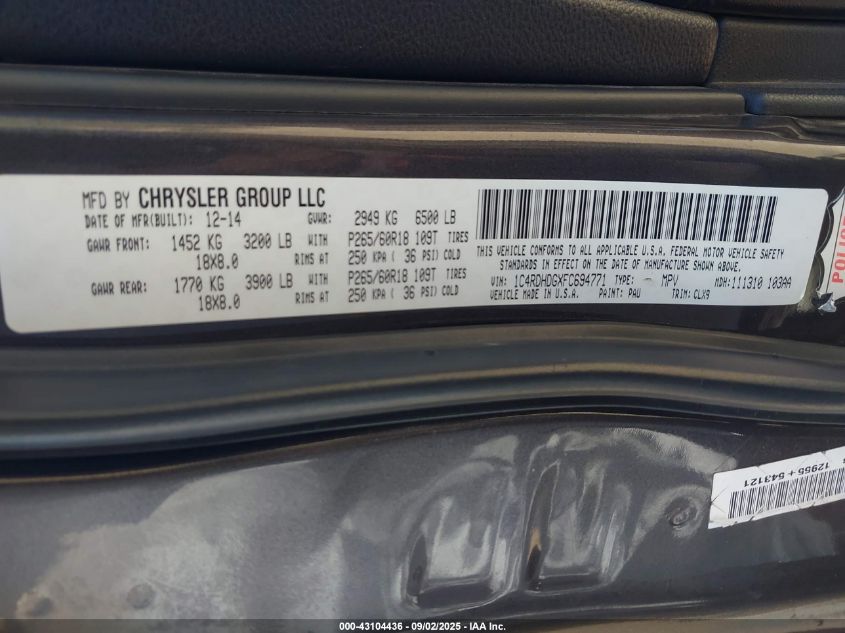 MFD BY CHRYSLER GROUP LLC
DATE OF MFR(BUILT): 12-14 GVWR: 2949 KG 6500 LB
GAWR FRONT: 1452 KG 3200 LB WITH P265/60R18 109T TIRES
18X8.0 RIMS AT 250 KPA ( 36 PSI) COLD
GAWR REAR: 1770 KG 3900 LB WITH P265/60R18 109T TIRES
18X8.0 RIMS AT 250 KPA ( 36 PSI) COLD
THIS VEHICLE CONFORMS TO ALL APPLICABLE U.S.A. FEDERAL MOTOR VEHICLE SAFETY
STANDARDS IN EFFECT ON THE DATE OF MANUFACTURE SHOWN ABOVE.
VIN: 1C4RDHDGXFC694771 TYPE: MPV MDH:111310 103AA
VEHICLE MADE IN U.S.A. PAINT: PAU TRIM: CLX9
POLICE
12955+543121
000-43104436 - 09/02/2025 - IAA Inc.